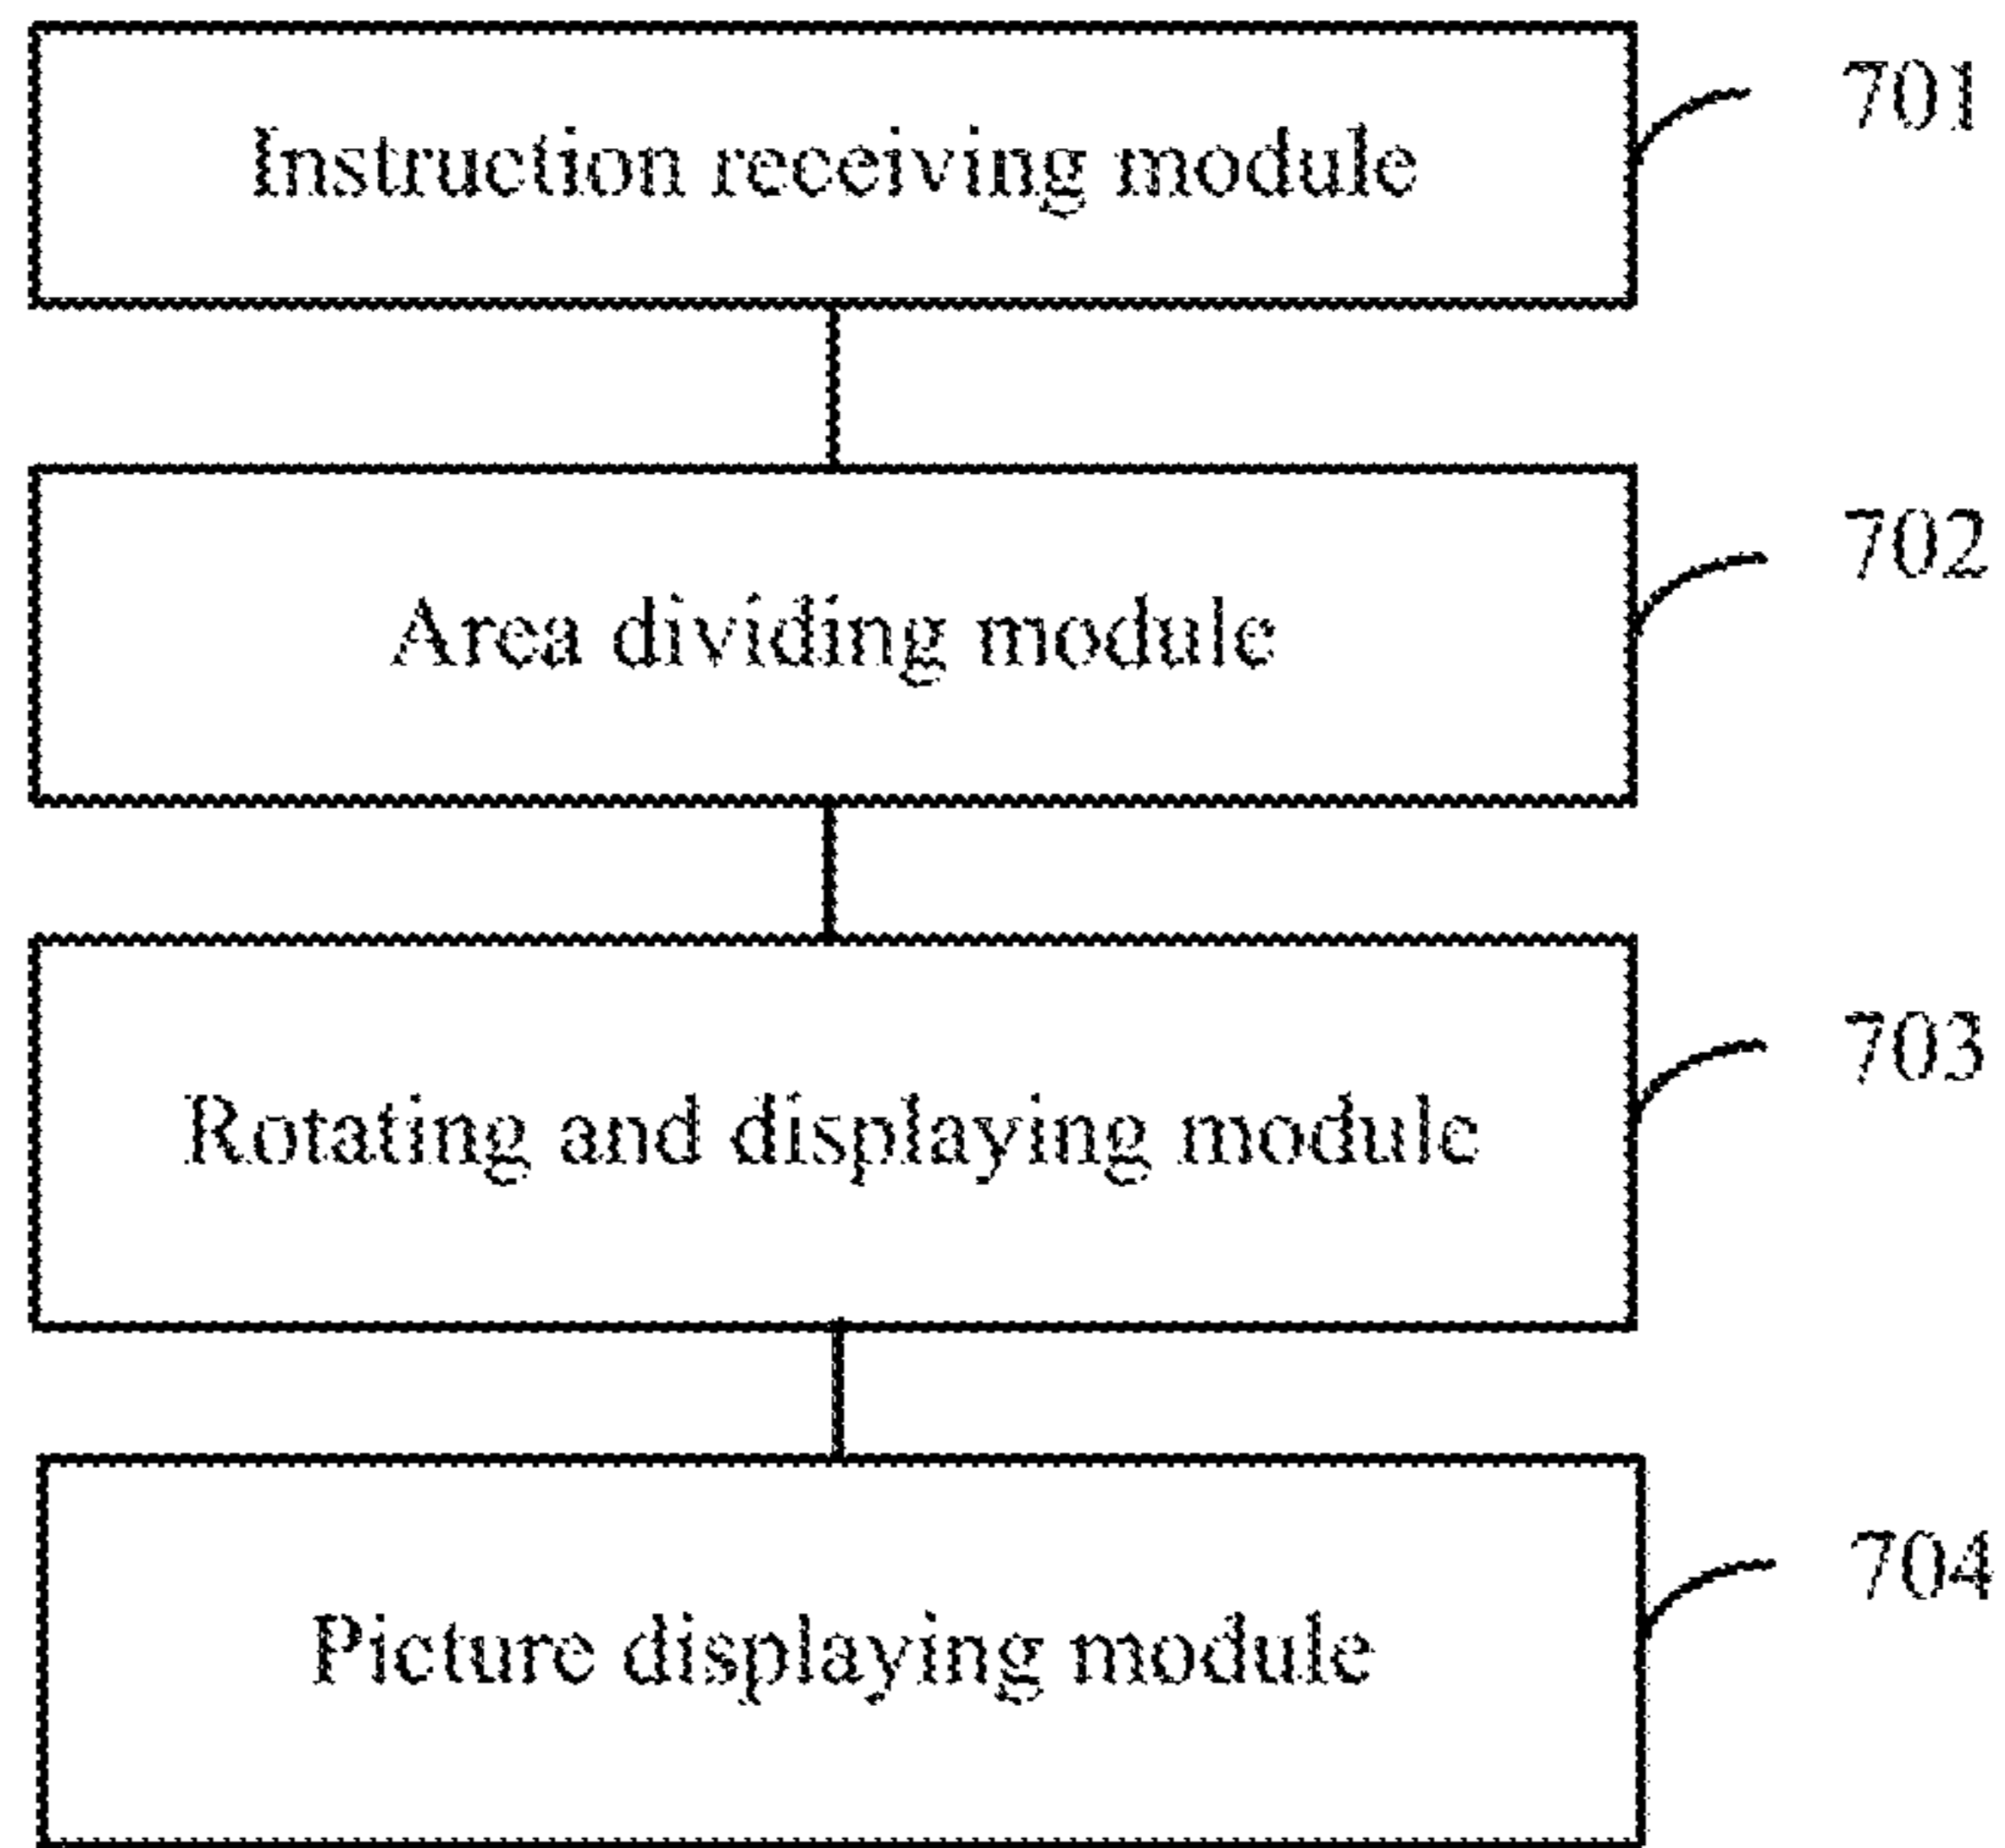 Instruction receiving module
701
Area dividing module
702
Rotating and displaying module
703
Picture displaying module
704